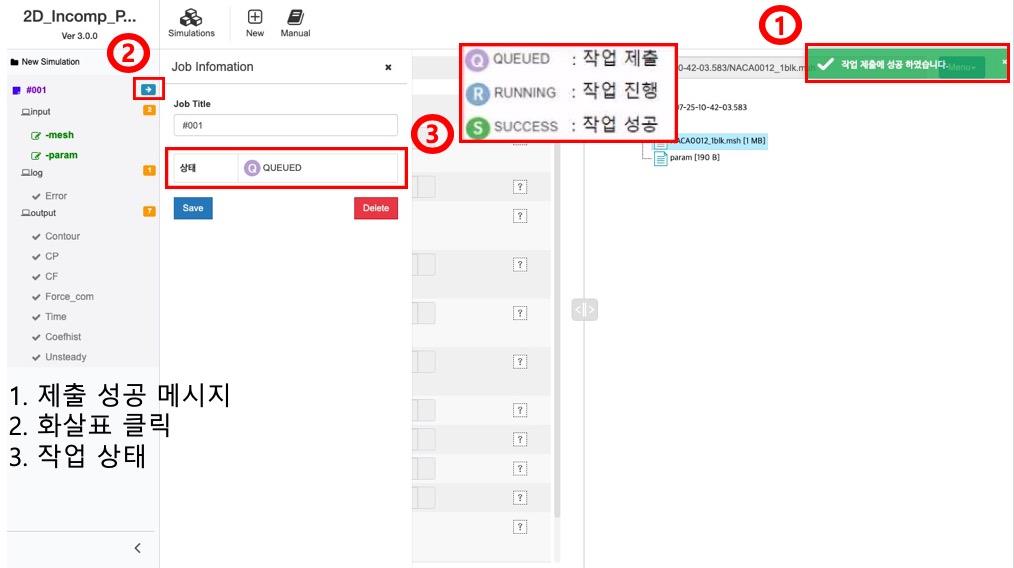 2D_Incomp_P...
Ver 3.0.0
Simulations
New
Manual
1
2
New Simulation
#001
input
2
-mesh
-param
log
1
Error
output
7
Contour
CP
CF
Force_com
Time
Coefhist
Unsteady
Job Infomation
×
Job Title
#001
3
상태
Q QUEUED
Save
Delete
Q QUEUED : 작업 제출
R RUNNING : 작업 진행
S SUCCESS : 작업 성공
?
?
?
?
?
?
?
?
?
?
10-42-03.583/NACA0012_1blk.m
작업 제출에 성공 하였습니다.
×
Menu
07-25-10-42-03.583
NACA0012_1blk.msh [1 MB]
param [190 B]
1. 제출 성공 메시지
2. 화살표 클릭
3. 작업 상태